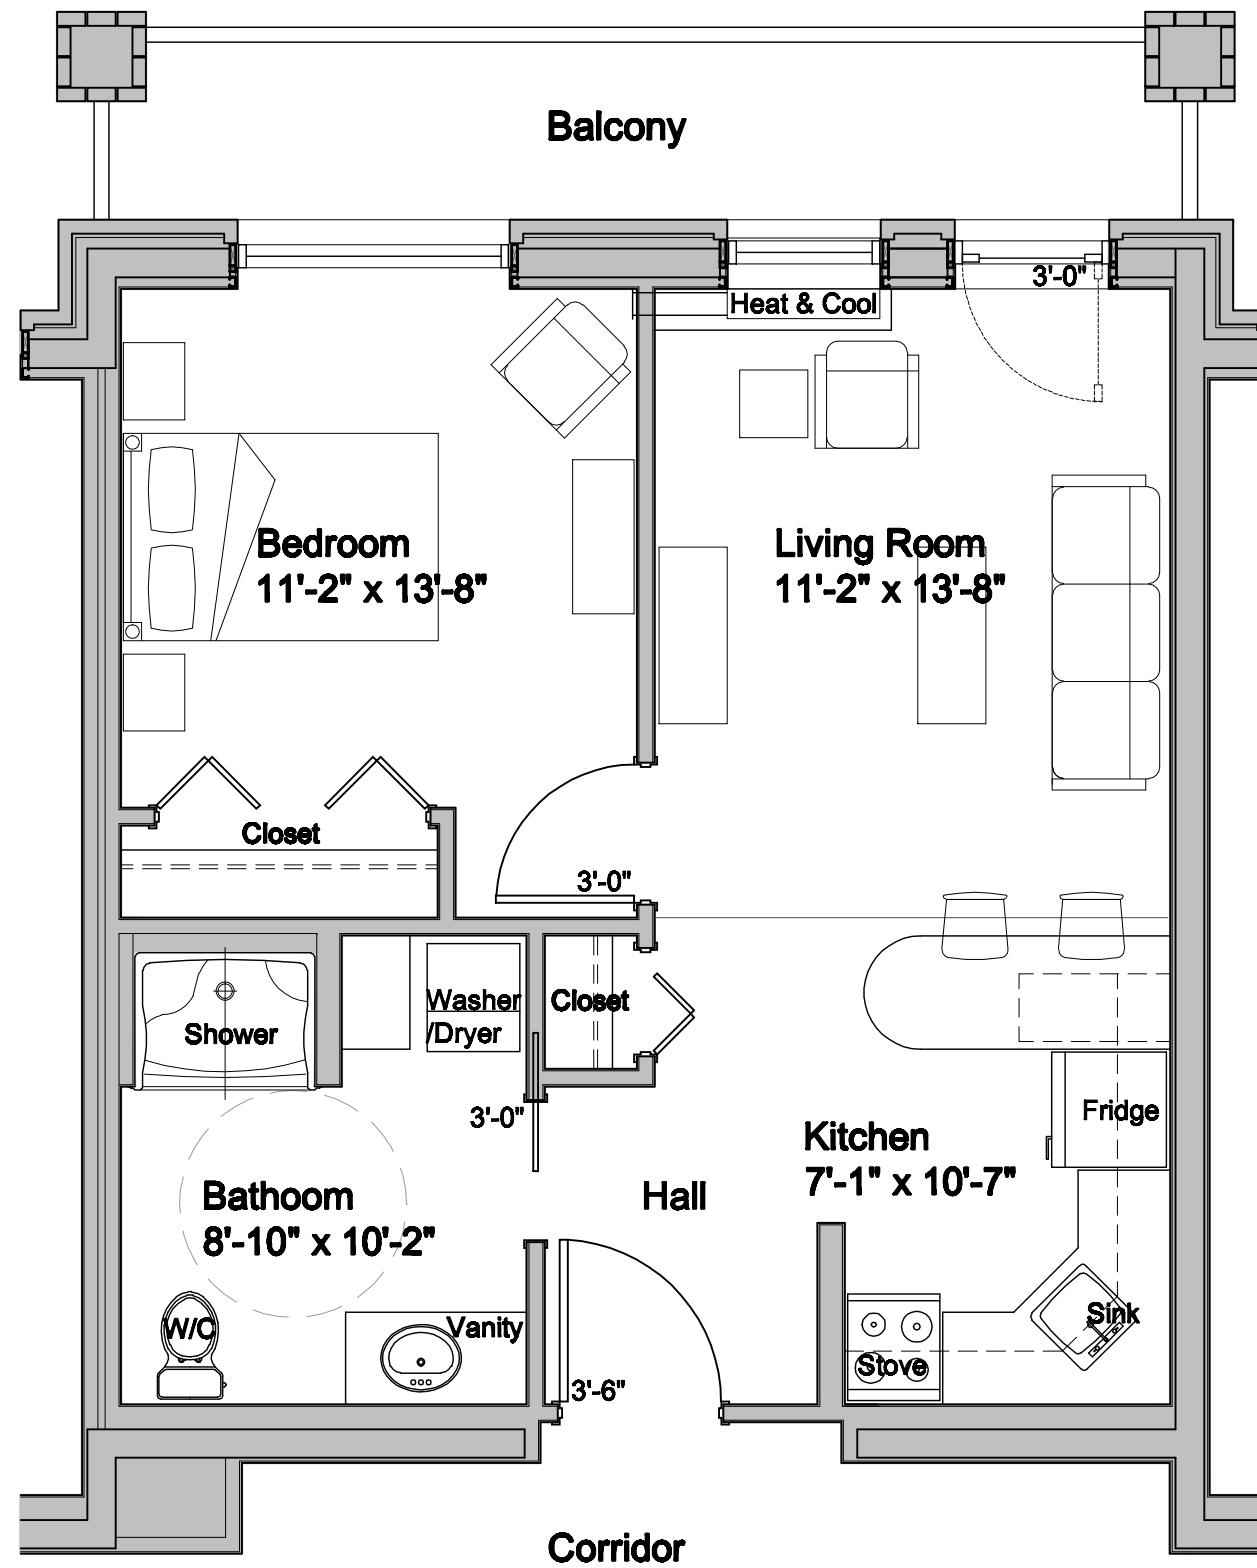 Balcony
3'-0"
Heat & Cool
Bedroom
11'-2" x 13'-8"
Living Room
11'-2" x 13'-8"
Closet
3'-0"
Closet
Washer
/Dryer
Shower
3'-0"
Fridge
Kitchen
7'-1" x 10'-7"
Bathoom
8'-10" x 10'-2"
Hall
W/C
Vanity
Sink
Stove
3'-6"
Corridor